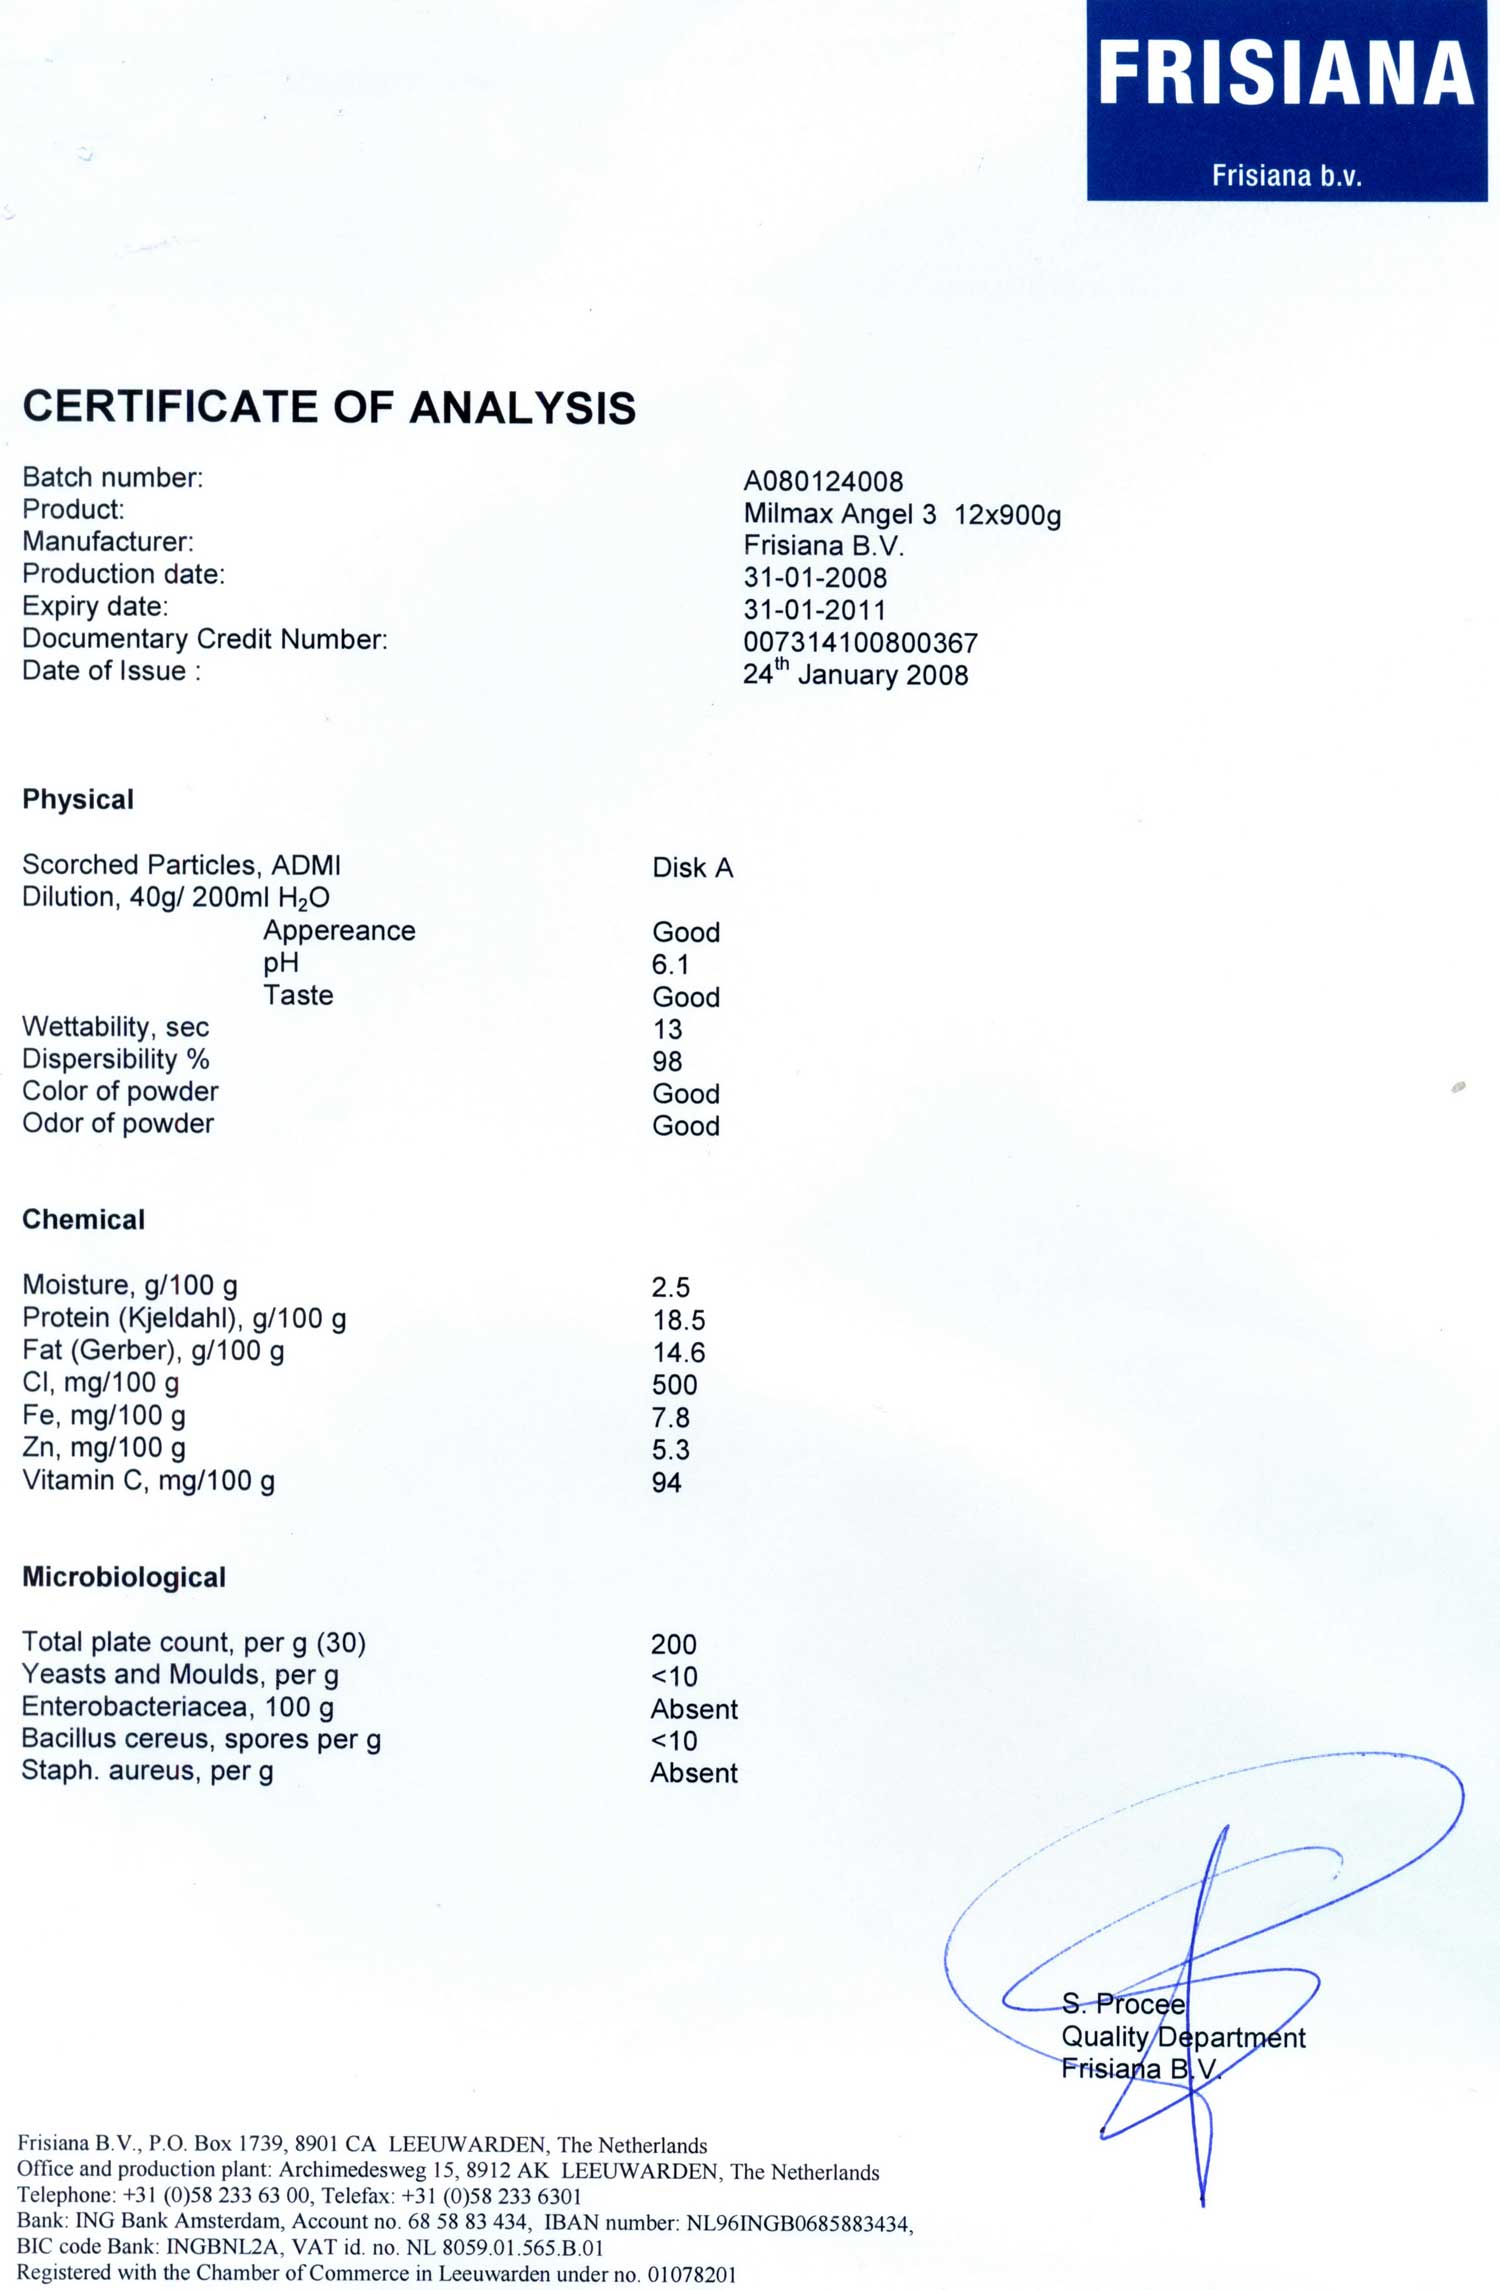 FRISIANA
Frisiana b.v.
CERTIFICATE OF ANALYSIS
Batch number: A080124008
Product: Milmax Angel 3 12x900g
Manufacturer: Frisiana B.V.
Production date: 31-01-2008
Expiry date: 31-01-2011
Documentary Credit Number: 007314100800367
Date of Issue : 24th January 2008
Physical
Scorched Particles, ADMI Disk A
Dilution, 40g/ 200ml H₂O
Appereance Good
pH 6.1
Taste Good
Wettability, sec 13
Dispersibility % 98
Color of powder Good
Odor of powder Good
Chemical
Moisture, g/100 g 2.5
Protein (Kjeldahl), g/100 g 18.5
Fat (Gerber), g/100 g 14.6
Cl, mg/100 g 500
Fe, mg/100 g 7.8
Zn, mg/100 g 5.3
Vitamin C, mg/100 g 94
Microbiological
Total plate count, per g (30) 200
Yeasts and Moulds, per g <10
Enterobacteriacea, 100 g Absent
Bacillus cereus, spores per g <10
Staph. aureus, per g Absent
S. Procee
Quality Department
Frisiana B.V.
Frisiana B.V., P.O. Box 1739, 8901 CA LEEUWARDEN, The Netherlands
Office and production plant: Archimedesweg 15, 8912 AK LEEUWARDEN, The Netherlands
Telephone: +31 (0)58 233 63 00, Telefax: +31 (0)58 233 6301
Bank: ING Bank Amsterdam, Account no. 68 58 83 434, IBAN number: NL96INGB0685883434,
BIC code Bank: INGBNL2A, VAT id. no. NL 8059.01.565.B.01
Registered with the Chamber of Commerce in Leeuwarden under no. 01078201